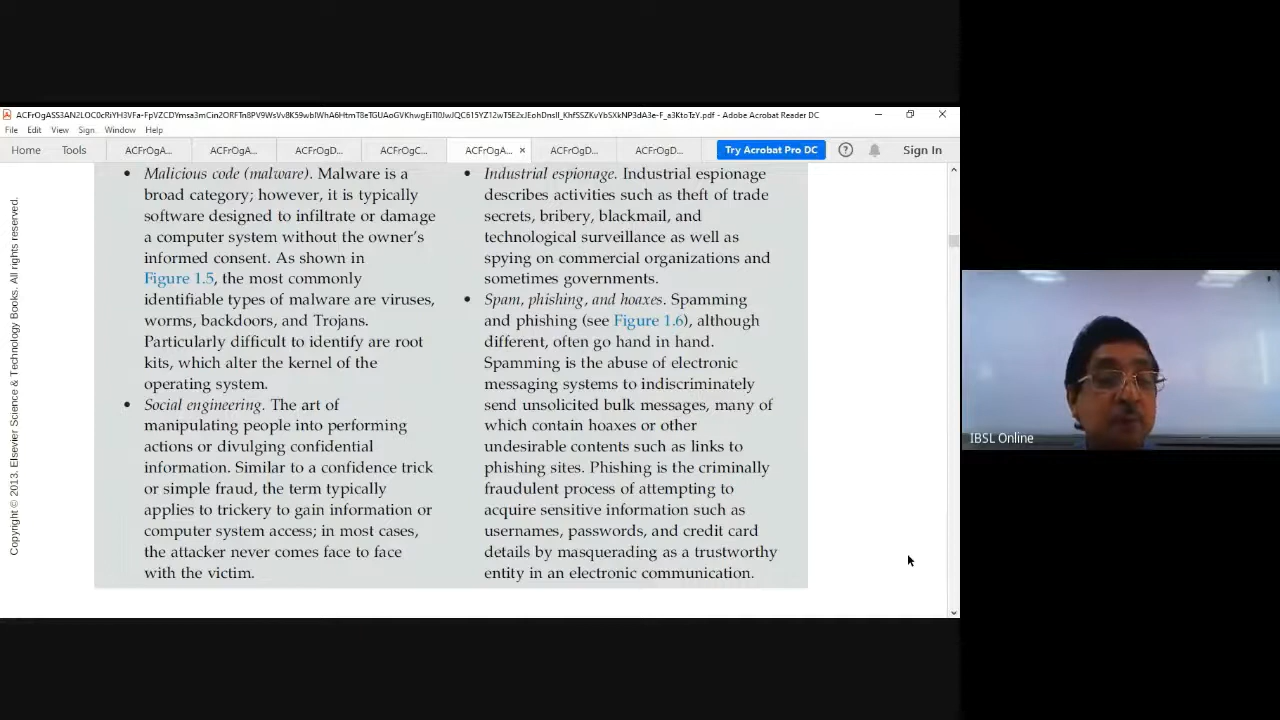 ACFrOgASS3AN2LOC0cRiYH3VFa-FpVZCDYmsa3mCin2ORFTn8PV9WsVv8K59wbIWhA6HtmT8eTGUAoGVKhwgEiTI0JwJQC615YZ12wT5E2xJEohDnsII_KhfSSZKvYbSXkNP3dA3e-F_a3KtoTzY.pdf - Adobe Acrobat Reader DC
File Edit View Sign Window Help
Home Tools ACFrOgA... ACFrOgA... ACFrOgD... ACFrOgC... ACFrOgA... × ACFrOgD... ACFrOgD... Try Acrobat Pro DC Sign In
Copyright © 2013. Elsevier Science & Technology Books. All rights reserved.
• Malicious code (malware). Malware is a
broad category; however, it is typically
software designed to infiltrate or damage
a computer system without the owner's
informed consent. As shown in
Figure 1.5, the most commonly
identifiable types of malware are viruses,
worms, backdoors, and Trojans.
Particularly difficult to identify are root
kits, which alter the kernel of the
operating system.
• Social engineering. The art of
manipulating people into performing
actions or divulging confidential
information. Similar to a confidence trick
or simple fraud, the term typically
applies to trickery to gain information or
computer system access; in most cases,
the attacker never comes face to face
with the victim.
• Industrial espionage. Industrial espionage
describes activities such as theft of trade
secrets, bribery, blackmail, and
technological surveillance as well as
spying on commercial organizations and
sometimes governments.
• Spam, phishing, and hoaxes. Spamming
and phishing (see Figure 1.6), although
different, often go hand in hand.
Spamming is the abuse of electronic
messaging systems to indiscriminately
send unsolicited bulk messages, many of
which contain hoaxes or other
undesirable contents such as links to
phishing sites. Phishing is the criminally
fraudulent process of attempting to
acquire sensitive information such as
usernames, passwords, and credit card
details by masquerading as a trustworthy
entity in an electronic communication.
IBSL Online